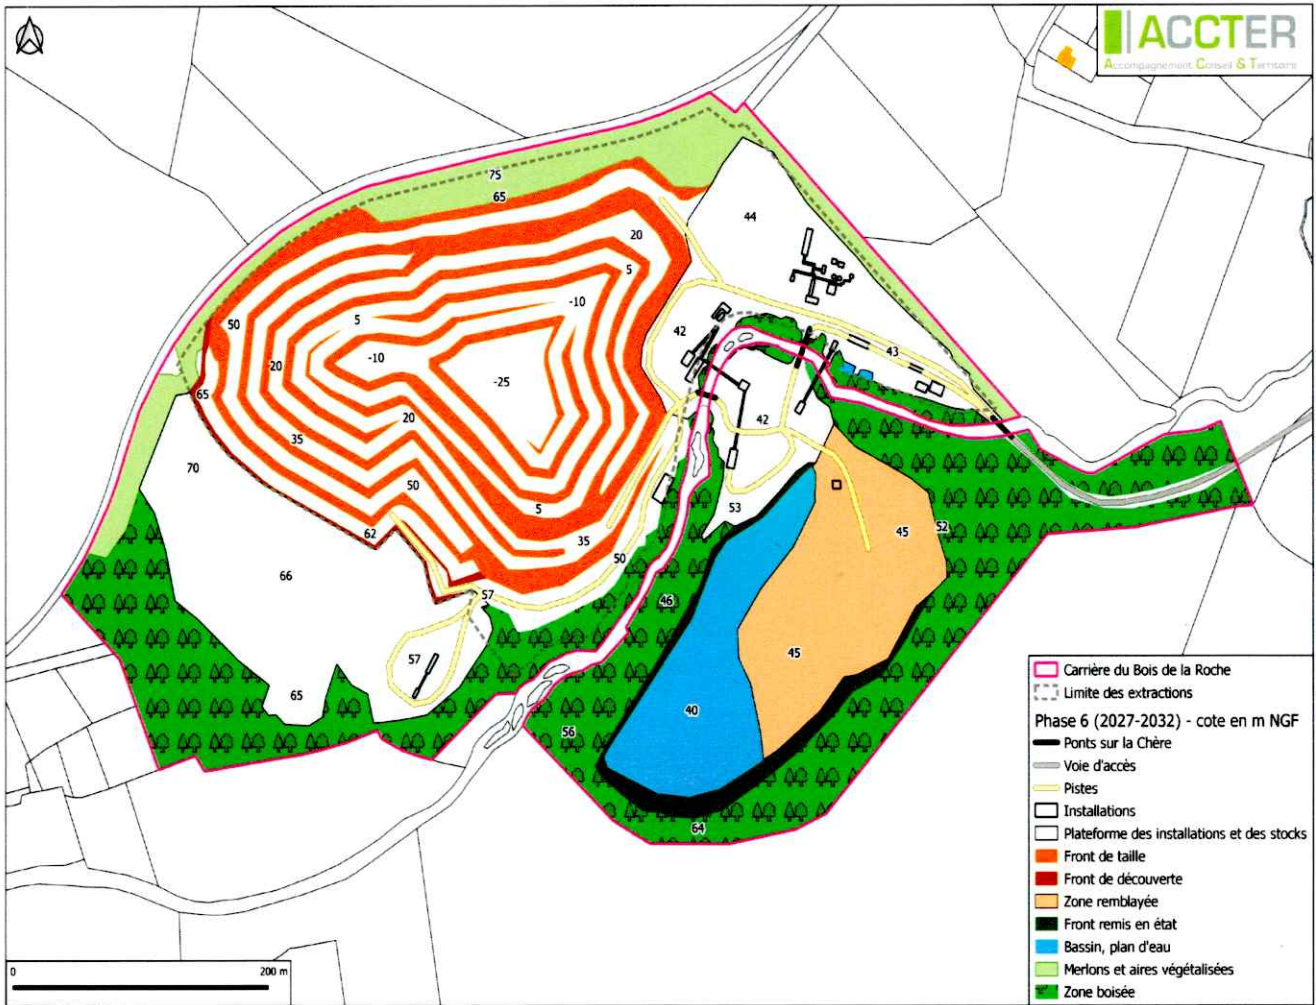 ACCTER
Accompagnement Conseil & Territoire
75
65
44
20
5
-10
50
5
42
43
-10
20
-25
65
42
20
35
70
50
5
53
45
52
62
35
50
66
57
46
57
45
65
40
56
64
0 200 m
Carrière du Bois de la Roche
Limite des extractions
Phase 6 (2027-2032) - cote en m NGF
Ponts sur la Chère
Voie d'accès
Pistes
Installations
Plateforme des installations et des stocks
Front de taille
Front de découverte
Zone remblayée
Front remis en état
Bassin, plan d'eau
Merlons et aires végétalisées
Zone boisée